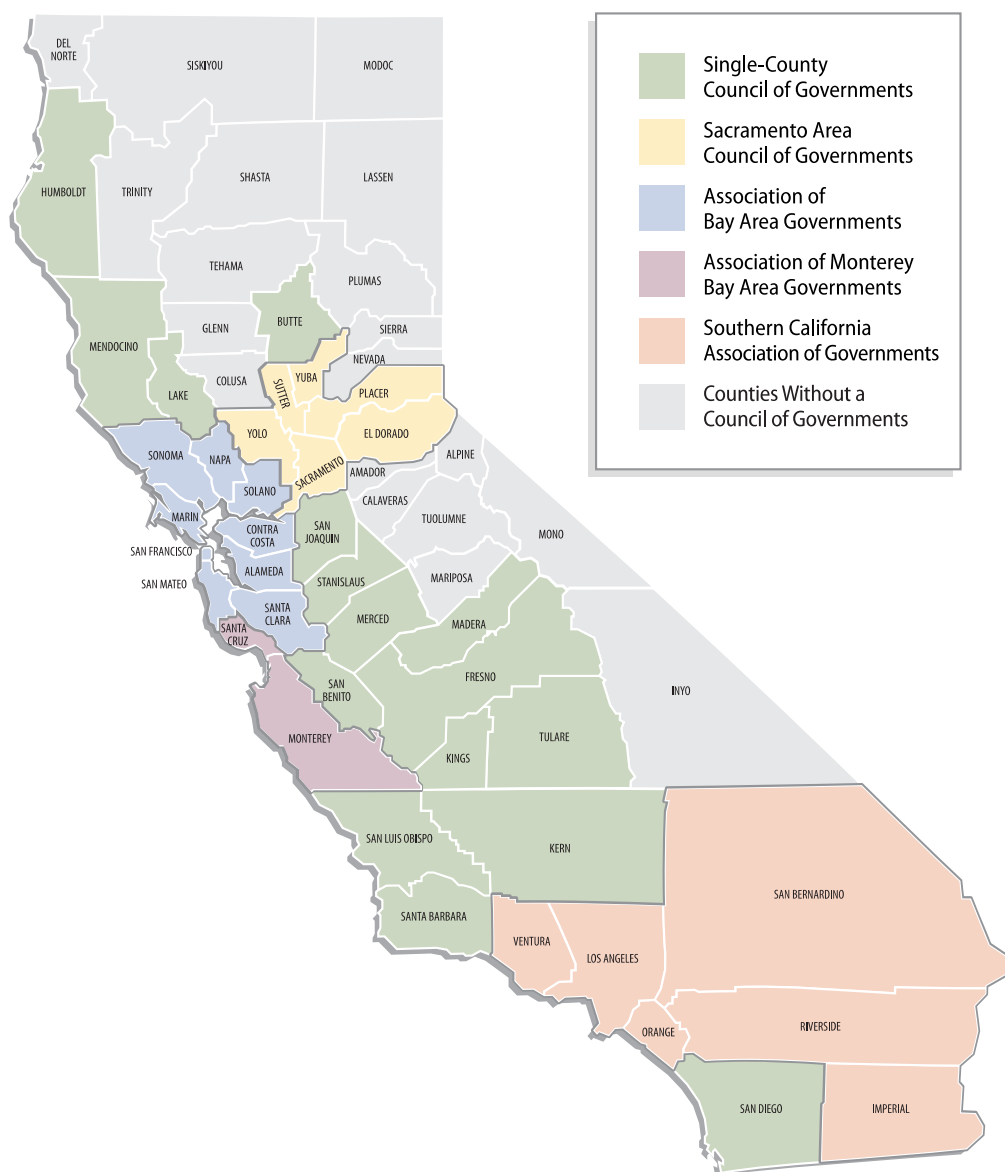 Single-County
Council of Governments
Sacramento Area
Council of Governments
Association of
Bay Area Governments
Association of Monterey
Bay Area Governments
Southern California
Association of Governments
Counties Without a
Council of Governments
DEL
NORTE
SISKIYOU
MODOC
HUMBOLDT
TRINITY
SHASTA
LASSEN
TEHAMA
PLUMAS
MENDOCINO
GLENN
BUTTE
SIERRA
NEVADA
LAKE
COLUSA
SUTTER
YUBA
PLACER
YOLO
EL DORADO
SONOMA
NAPA
SACRAMENTO
ALPINE
AMADOR
SOLANO
CALAVERAS
MARIN
CONTRA
COSTA
SAN
JOAQUIN
TUOLUMNE
MONO
SAN FRANCISCO
ALAMEDA
SAN MATEO
STANISLAUS
MARIPOSA
SANTA
CLARA
MERCED
MADERA
SANTA
CRUZ
FRESNO
SAN
BENITO
INYO
MONTEREY
KINGS
TULARE
SAN LUIS OBISPO
KERN
SANTA BARBARA
SAN BERNARDINO
VENTURA
LOS ANGELES
ORANGE
RIVERSIDE
SAN DIEGO
IMPERIAL